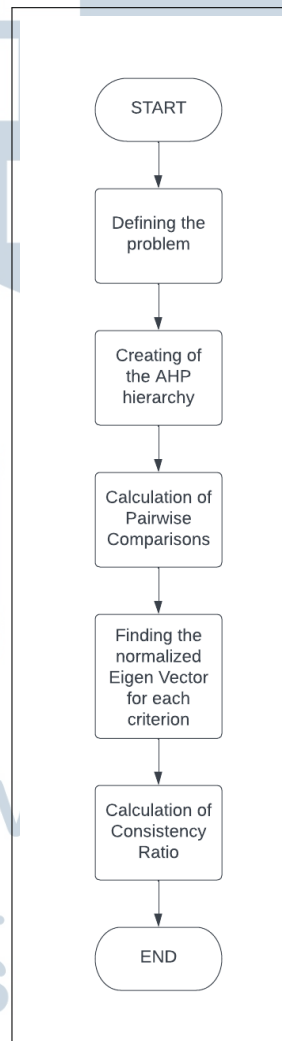 START
Defining the
problem
Creating of
the AHP
hierarchy
Calculation of
Pairwise
Comparisons
Finding the
normalized
Eigen Vector
for each
criterion
Calculation of
Consistency
Ratio
END